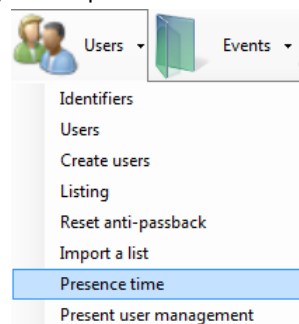 Users Events
Identifiers
Users
Create users
Listing
Reset anti-passback
Import a list
Presence time
Present user management